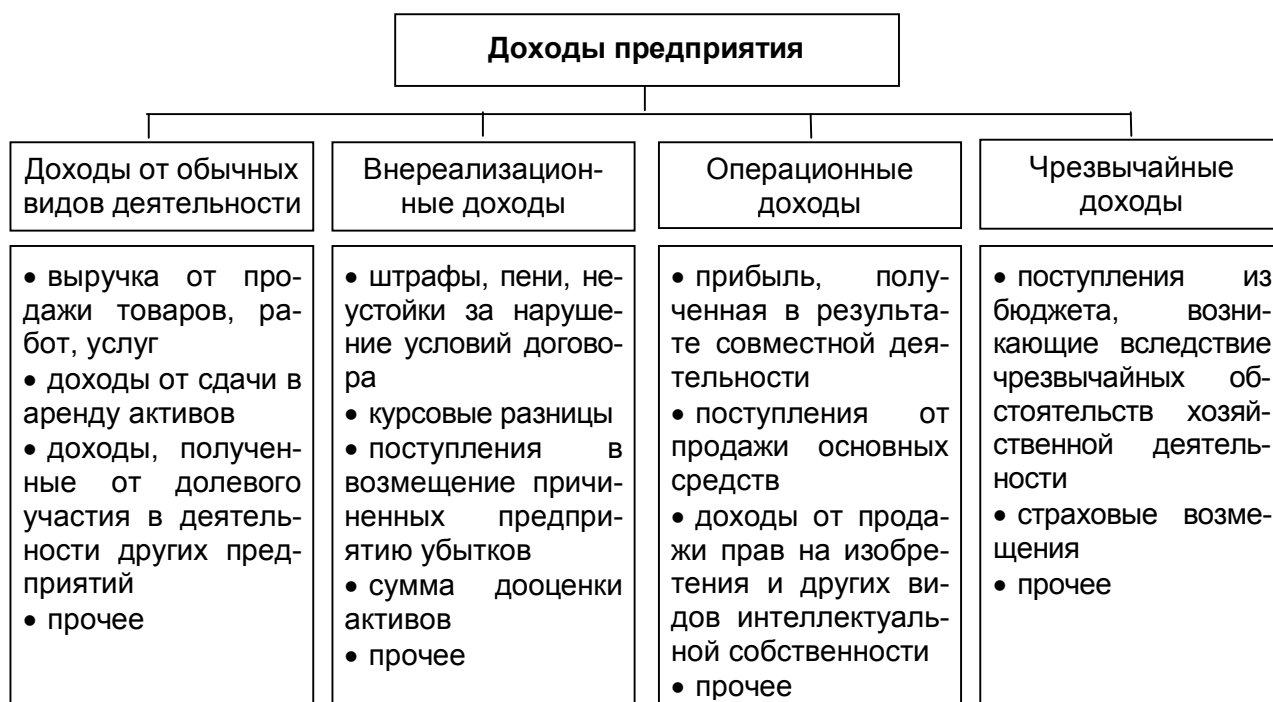 Доходы предприятия
Доходы от обычных
видов деятельности
Внереализацион-
ные доходы
Операционные
доходы
Чрезвычайные
доходы
• выручка от про-
дажи товаров, ра-
бот, услуг
• доходы от сдачи в
аренду активов
• доходы, получен-
ные от долевого
участия в деятель-
ности других пред-
приятий
• прочее
• штрафы, пени, не-
устойки за наруше-
ние условий догово-
ра
• курсовые разницы
• поступления в
возмещение причи-
ненных предпри-
ятию убытков
• сумма дооценки
активов
• прочее
• прибыль, полу-
ченная в результа-
те совместной дея-
тельности
• поступления от
продажи основных
средств
• доходы от прода-
жи прав на изобре-
тения и других ви-
дов интеллектуаль-
ной собственности
• прочее
• поступления из
бюджета, возни-
кающие вследствие
чрезвычайных об-
стоятельств хозяй-
ственной деятель-
ности
• страховые возме-
щения
• прочее